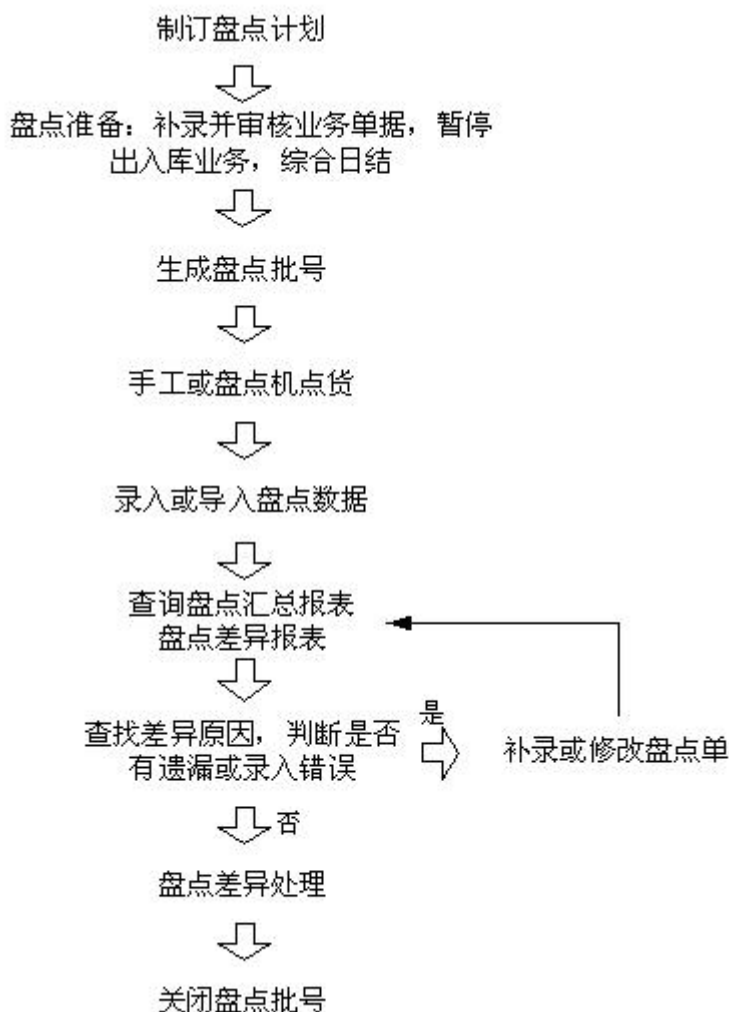 制订盘点计划
盘点准备：补录并审核业务单据，暂停
出入库业务，综合日结
生成盘点批号
手工或盘点机点货
录入或导入盘点数据
查询盘点汇总报表
盘点差异报表
查找差异原因，判断是否
有遗漏或录入错误
是
补录或修改盘点单
否
盘点差异处理
关闭盘点批号